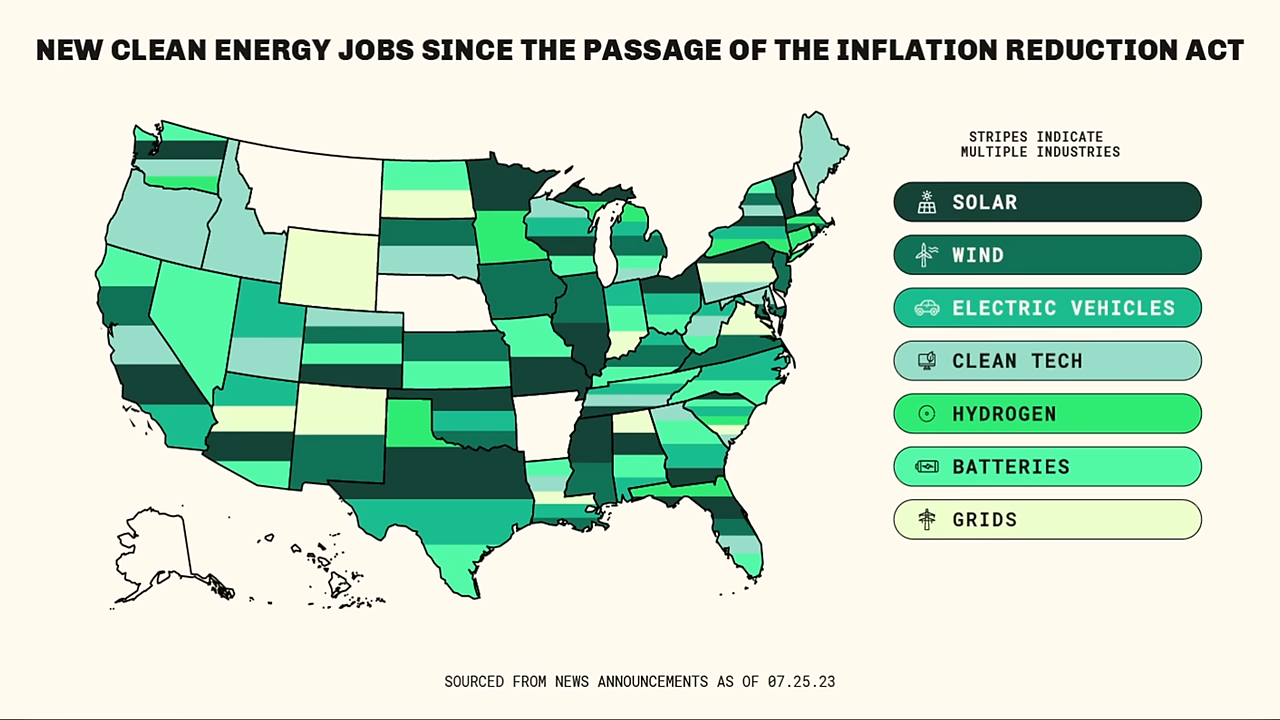 NEW CLEAN ENERGY JOBS SINCE THE PASSAGE OF THE INFLATION REDUCTION ACT
STRIPES INDICATE
MULTIPLE INDUSTRIES
SOLAR
WIND
ELECTRIC VEHICLES
CLEAN TECH
HYDROGEN
BATTERIES
GRIDS
SOURCED FROM NEWS ANNOUNCEMENTS AS OF 07.25.23